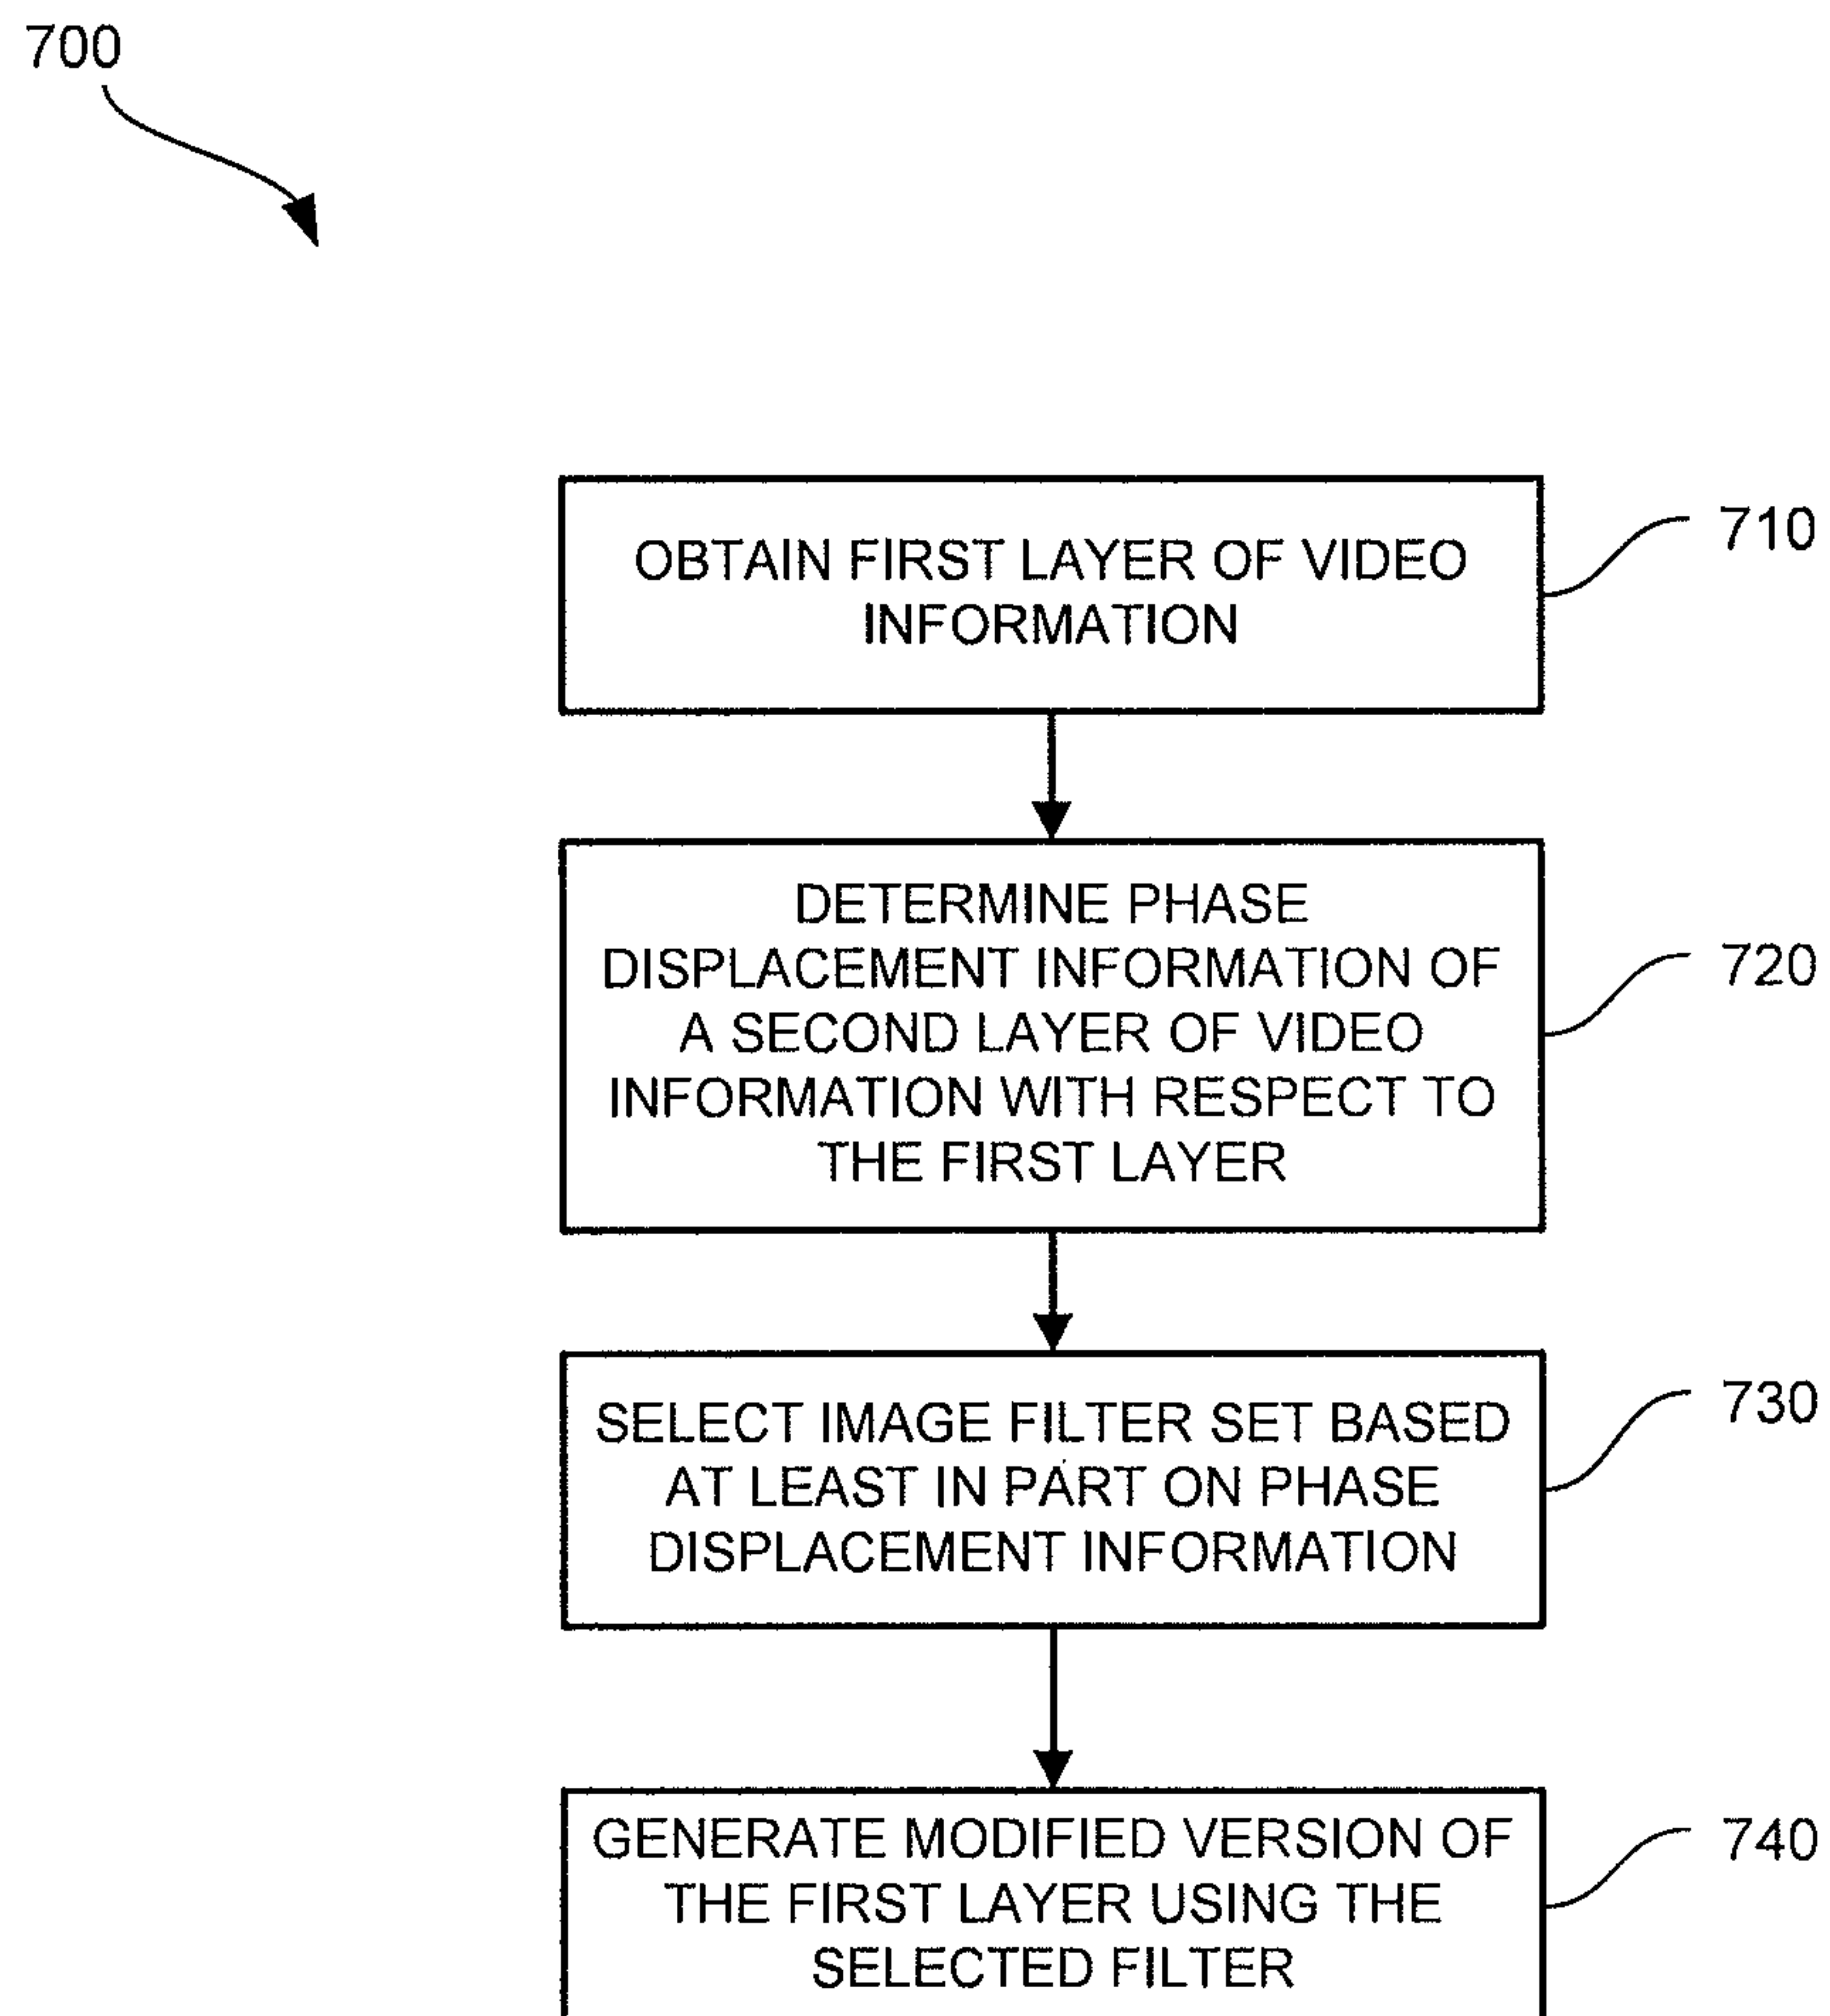 700
OBTAIN FIRST LAYER OF VIDEO
INFORMATION
710
DETERMINE PHASE
DISPLACEMENT INFORMATION OF
A SECOND LAYER OF VIDEO
INFORMATION WITH RESPECT TO
THE FIRST LAYER
720
SELECT IMAGE FILTER SET BASED
AT LEAST IN PART ON PHASE
DISPLACEMENT INFORMATION
730
GENERATE MODIFIED VERSION OF
THE FIRST LAYER USING THE
SELECTED FILTER
740